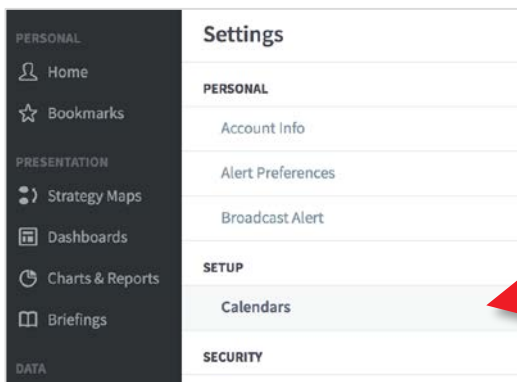 PERSONAL
Home
Bookmarks
PRESENTATION
Strategy Maps
Dashboards
Charts & Reports
Briefings
DATA
Settings
PERSONAL
Account Info
Alert Preferences
Broadcast Alert
SETUP
Calendars
SECURITY